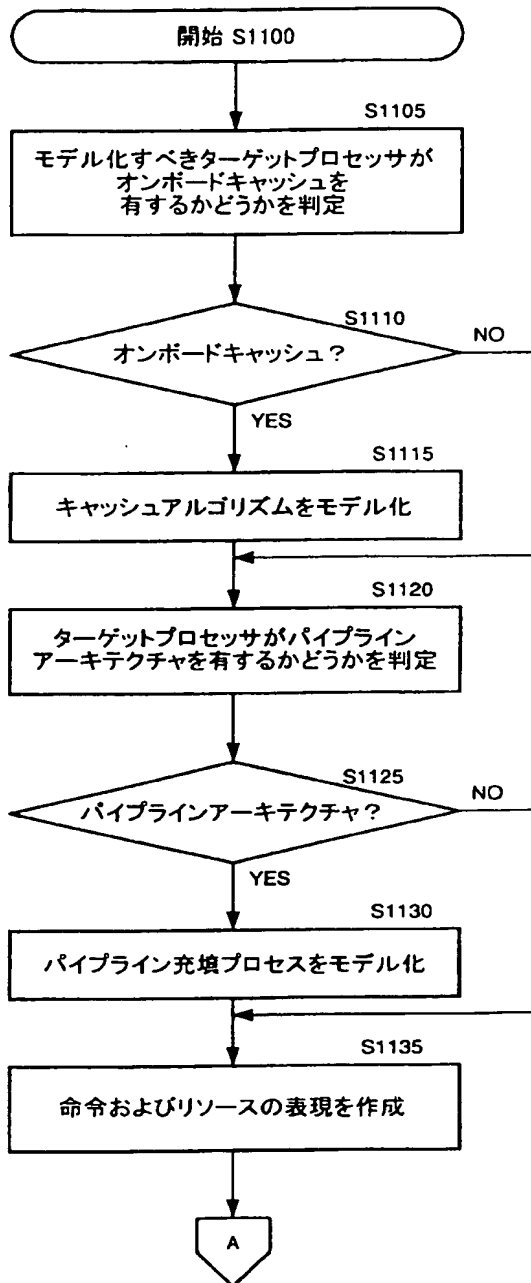 開始 S1100
S1105
モデル化すべきターゲットプロセッサが
オンボードキャッシュを
有するかどうかを判定
S1110
オンボードキャッシュ?
NO
YES
S1115
キャッシュアルゴリズムをモデル化
S1120
ターゲットプロセッサがパイプライン
アーキテクチャを有するかどうかを判定
S1125
パイプラインアーキテクチャ?
NO
YES
S1130
パイプライン充填プロセスをモデル化
S1135
命令およびリソースの表現を作成
A